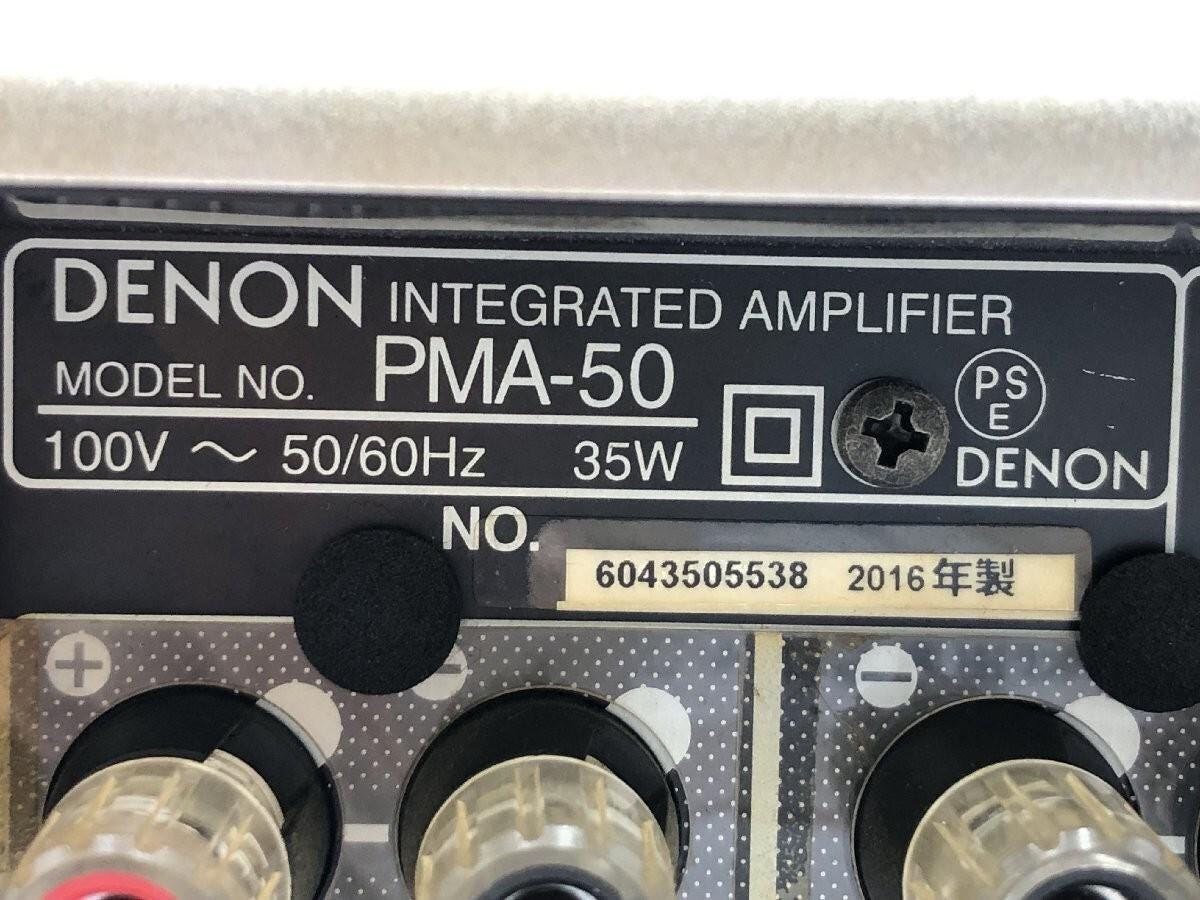 DENON INTEGRATED AMPLIFIER
MODEL NO. PMA-50
100V ～ 50/60Hz 35W
PS
E
DENON
NO.
6043505538 2016年製
+
-
-